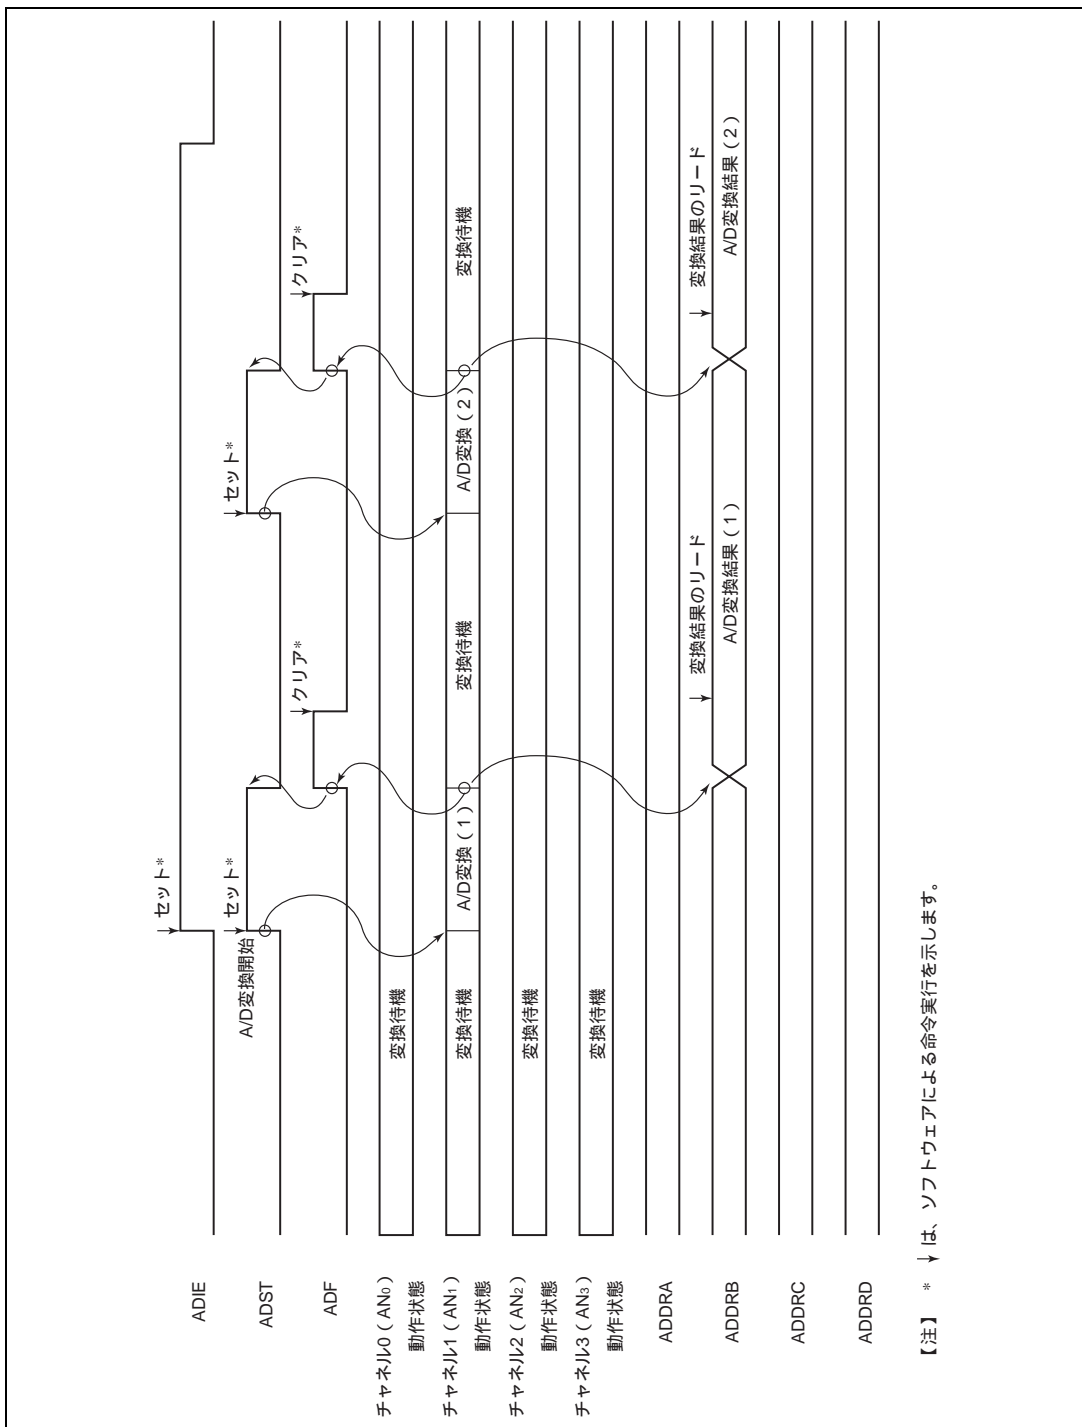 ADIE
セット*
ADST
A/D変換開始
セット*
セット*
ADF
クリア*
クリア*
チャネル0（AN0）
動作状態
変換待機
チャネル1（AN1）
動作状態
変換待機
A/D変換（1）
変換待機
A/D変換（2）
変換待機
チャネル2（AN2）
動作状態
変換待機
チャネル3（AN3）
動作状態
変換待機
ADDRA
変換結果のリード
変換結果のリード
ADDRB
A/D変換結果（1）
A/D変換結果（2）
ADDRC
ADDRD
【注】 * ↓は、ソフトウェアによる命令実行を示します。